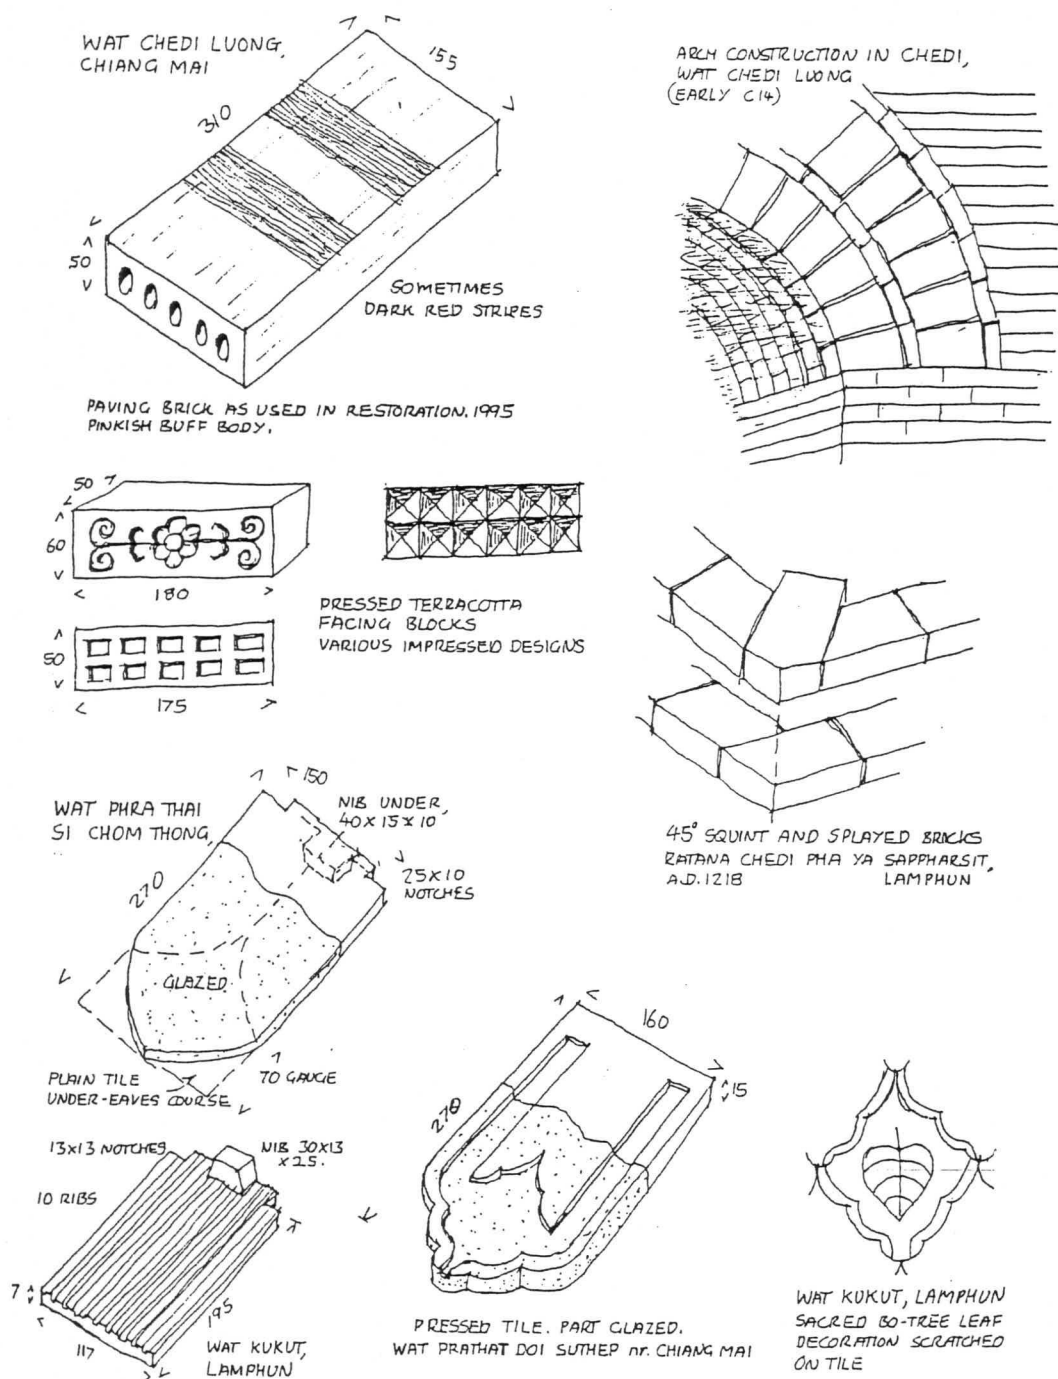 WAT CHEDI LUONG,
CHIANG MAI
155
310
50
SOMETIMES
DARK RED STRIPES
PAVING BRICK AS USED IN RESTORATION. 1995
PINKISH BUFF BODY.
ARCH CONSTRUCTION IN CHEDI,
WAT CHEDI LUONG
(EARLY C14)
50
60
180
50
175
PRESSED TERRACOTTA
FACING BLOCKS
VARIOUS IMPRESSED DESIGNS
45° SQUINT AND SPLAYED BRICKS
RATANA CHEDI PHA YA SAPPHARSIT,
A.D. 1218 LAMPHUN
WAT PHRA THAI
SI CHOM THONG,
150
NIB UNDER,
40 x 15 x 10
25 x 10
NOTCHES
270
GLAZED
70 GAUGE
PLAIN TILE
UNDER-EAVES COURSE
13x13 NOTCHES
NIB 30x13
x 25.
10 RIBS
7
117
195
WAT KUKUT,
LAMPHUN
160
15
270
PRESSED TILE. PART GLAZED.
WAT PRATHAT DOI SUTHEP nr. CHIANG MAI
WAT KUKUT, LAMPHUN
SACRED BO-TREE LEAF
DECORATION SCRATCHED
ON TILE